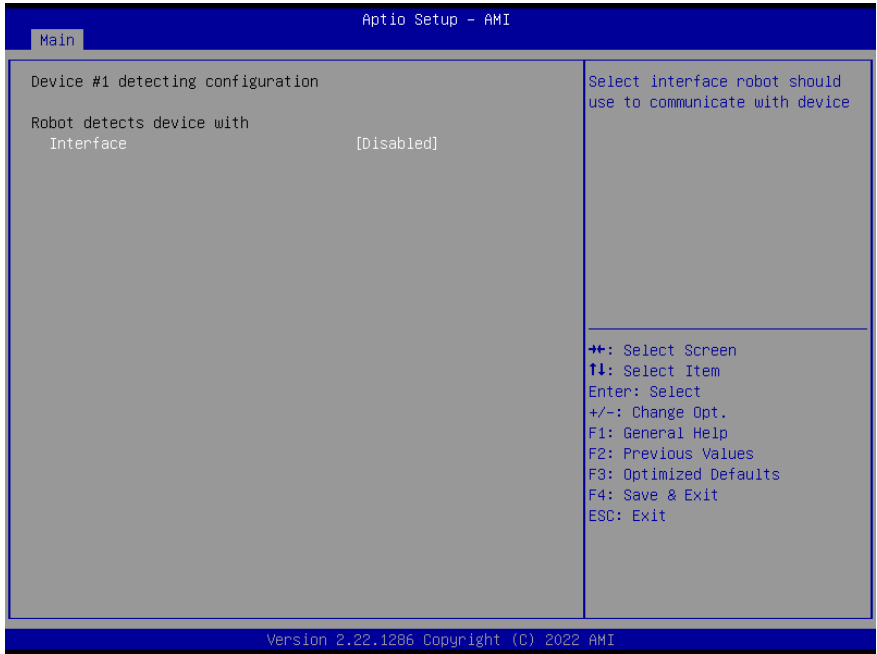 Aptio Setup – AMI
Main
Device #1 detecting configuration
Robot detects device with
Interface [Disabled]
Select interface robot should
use to communicate with device
→←: Select Screen
↑↓: Select Item
Enter: Select
+/-: Change Opt.
F1: General Help
F2: Previous Values
F3: Optimized Defaults
F4: Save & Exit
ESC: Exit
Version 2.22.1286 Copyright (C) 2022 AMI